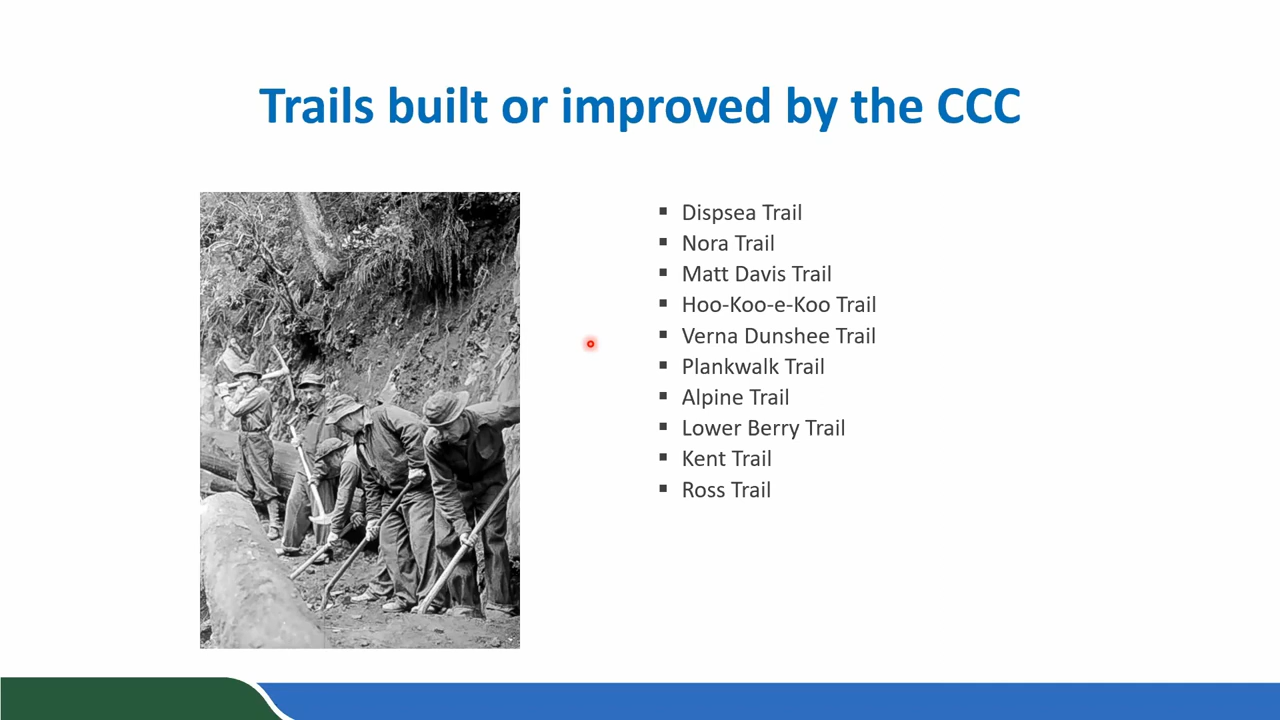 Trails built or improved by the CCC
▪ Dispsea Trail
▪ Nora Trail
▪ Matt Davis Trail
▪ Hoo-Koo-e-Koo Trail
▪ Verna Dunshee Trail
▪ Plankwalk Trail
▪ Alpine Trail
▪ Lower Berry Trail
▪ Kent Trail
▪ Ross Trail